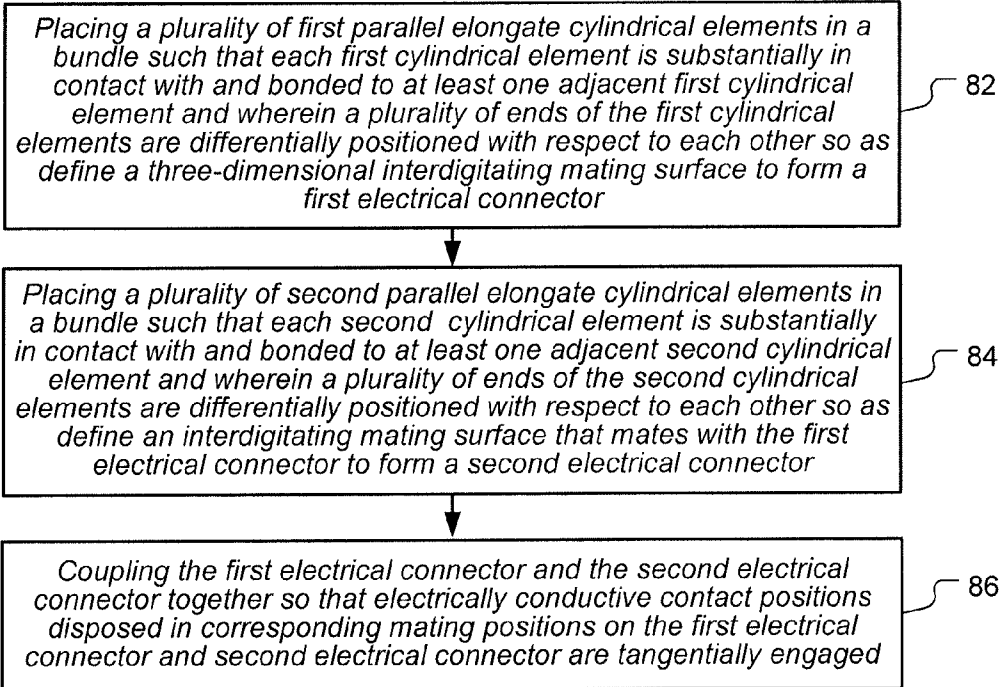 Placing a plurality of first parallel elongate cylindrical elements in a
bundle such that each first cylindrical element is substantially in
contact with and bonded to at least one adjacent first cylindrical
element and wherein a plurality of ends of the first cylindrical
elements are differentially positioned with respect to each other so as
define a three-dimensional interdigitating mating surface to form a
first electrical connector
82
Placing a plurality of second parallel elongate cylindrical elements in
a bundle such that each second cylindrical element is substantially
in contact with and bonded to at least one adjacent second cylindrical
element and wherein a plurality of ends of the second cylindrical
elements are differentially positioned with respect to each other so as
define an interdigitating mating surface that mates with the first
electrical connector to form a second electrical connector
84
Coupling the first electrical connector and the second electrical
connector together so that electrically conductive contact positions
disposed in corresponding mating positions on the first electrical
connector and second electrical connector are tangentially engaged
86